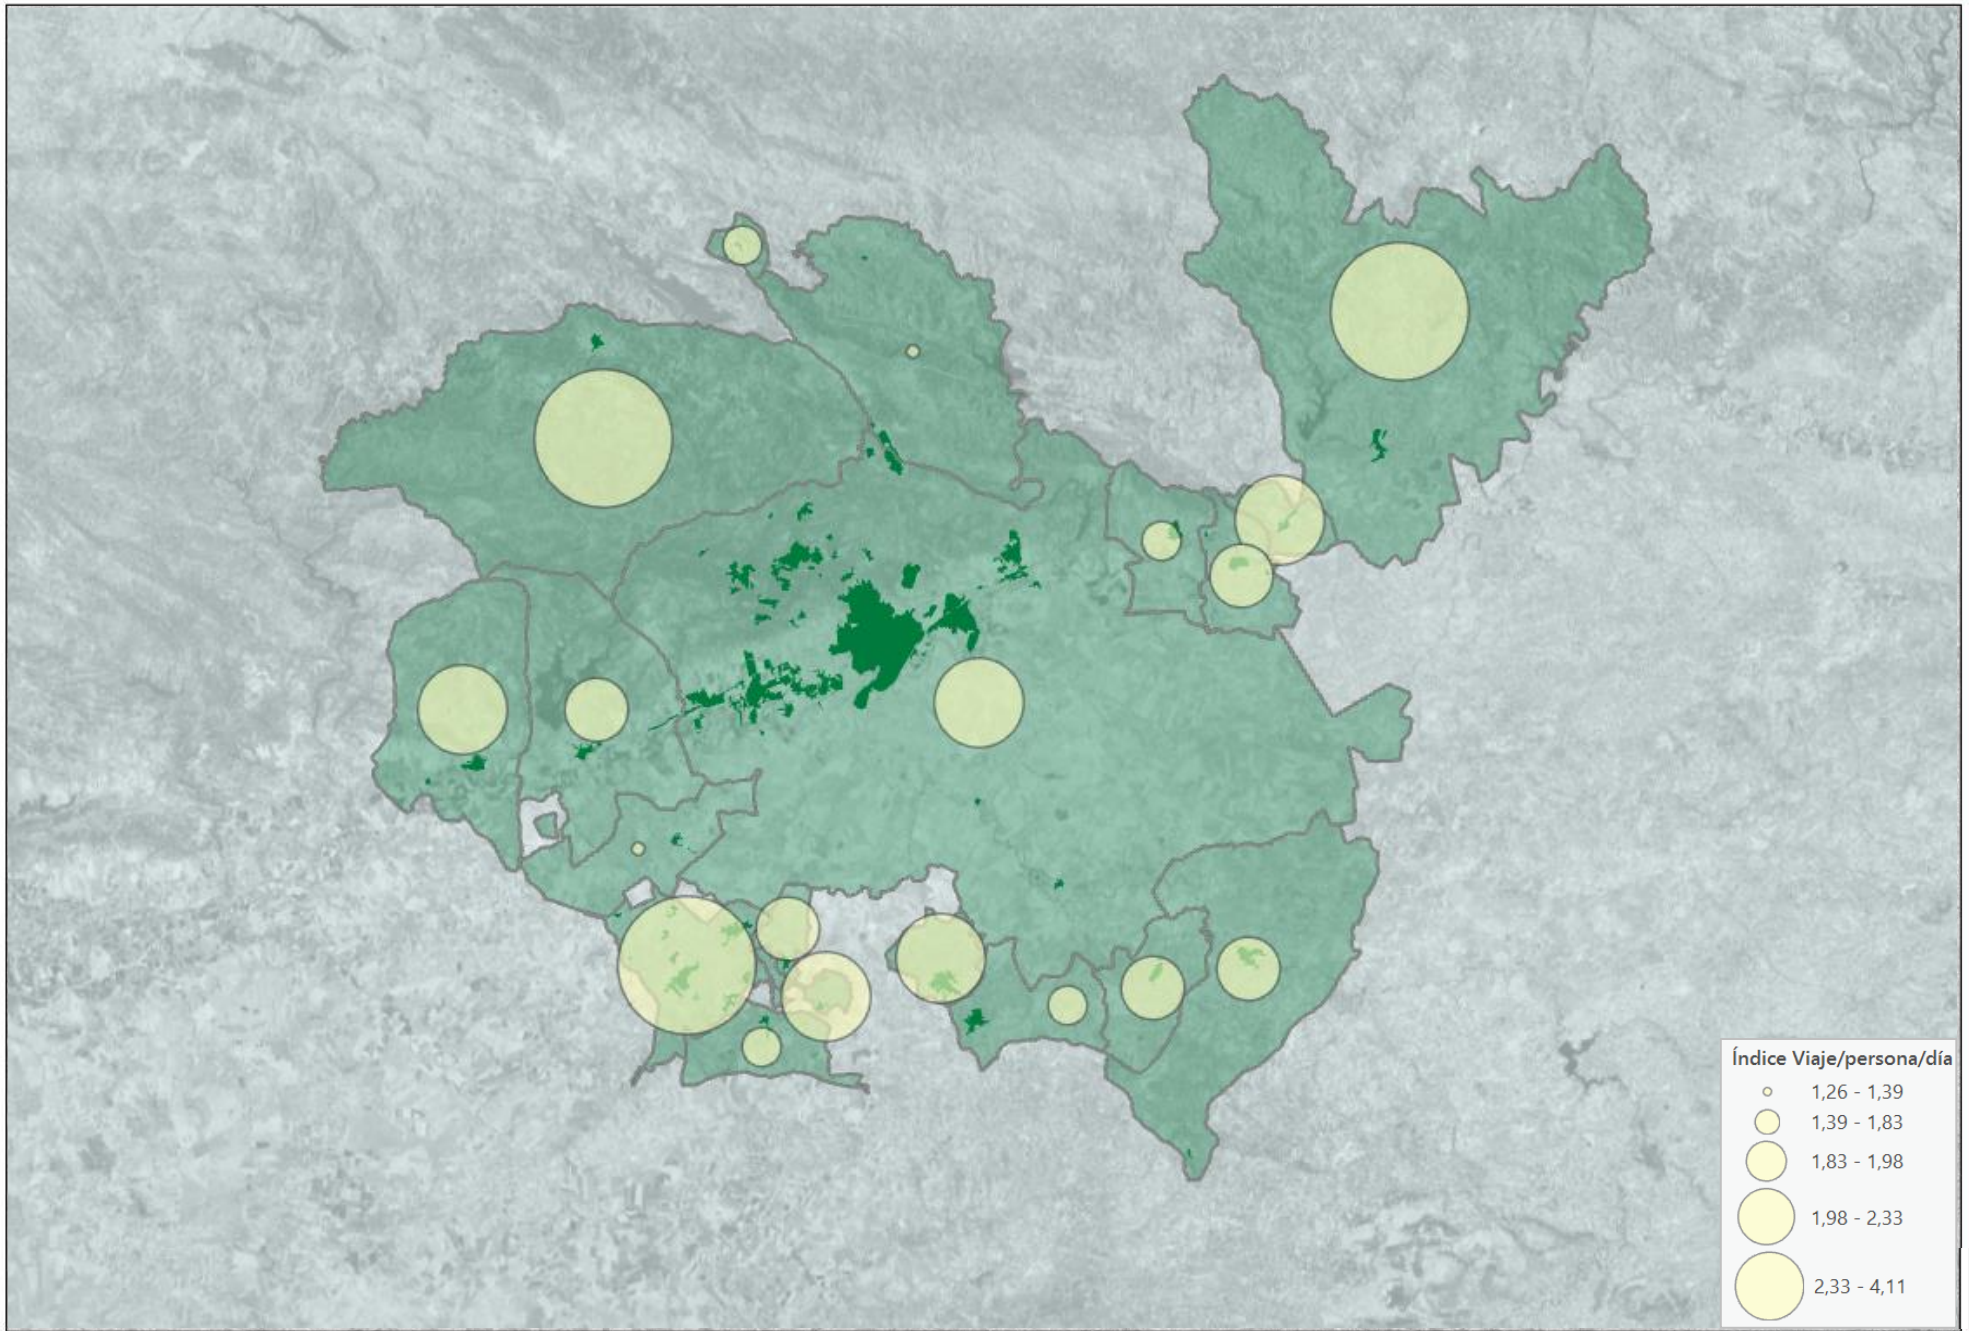 Índice Viaje/persona/día
1,26 - 1,39
1,39 - 1,83
1,83 - 1,98
1,98 - 2,33
2,33 - 4,11